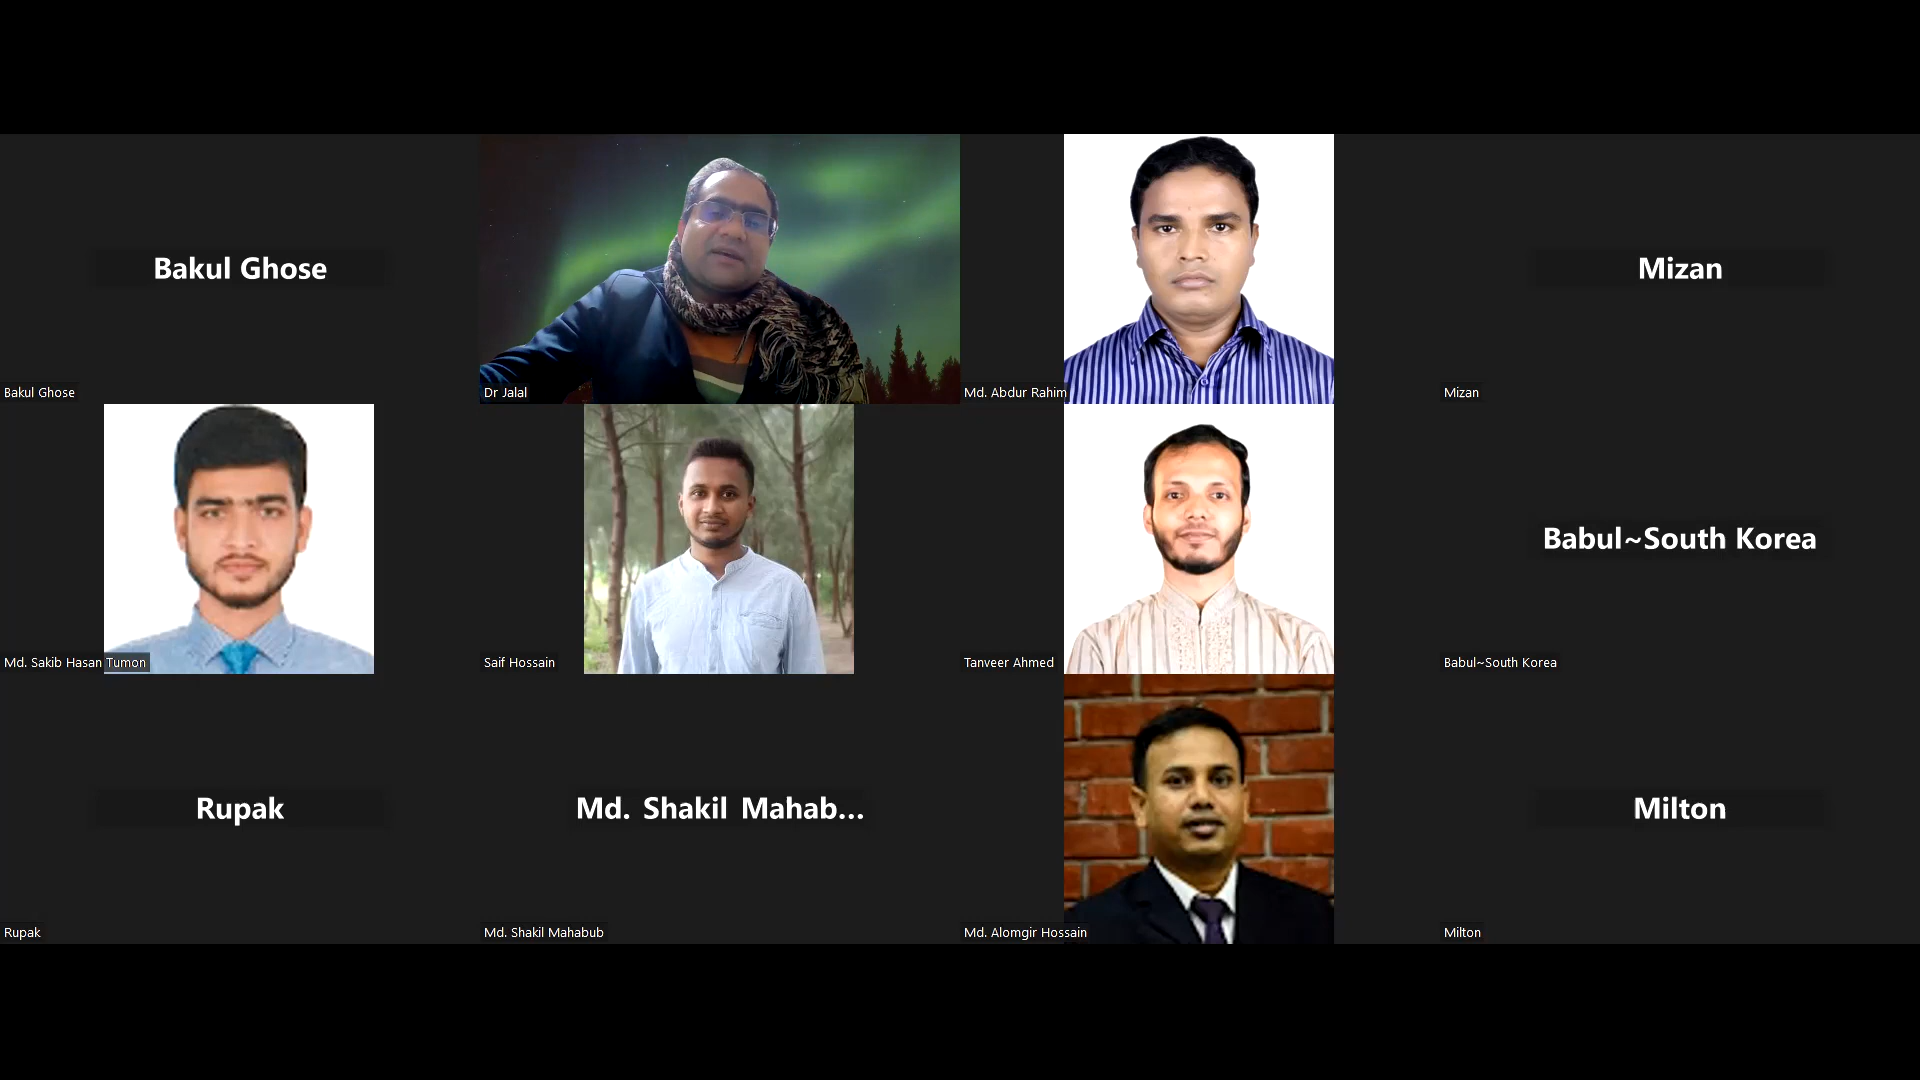 Bakul Ghose
Mizan
Bakul Ghose
Dr Jalal
Md. Abdur Rahim
Mizan
Babul~South Korea
Md. Sakib Hasan Tumon
Saif Hossain
Tanveer Ahmed
Babul~South Korea
Rupak
Md. Shakil Mahab...
Milton
Rupak
Md. Shakil Mahabub
Md. Alomgir Hossain
Milton